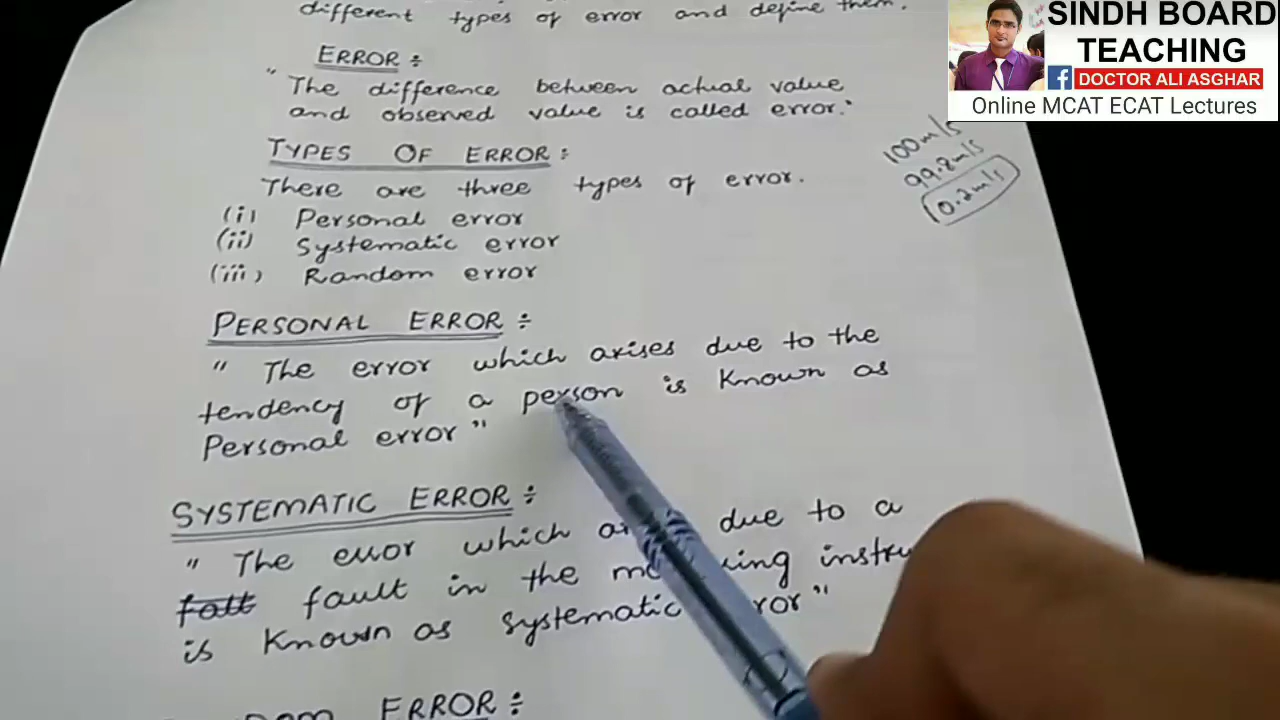 different types of error and define them.
SINDH BOARD
TEACHING
DOCTOR ALI ASGHAR
Online MCAT ECAT Lectures
ERROR ÷
" The difference between actual value
and observed value is called error."
100m/s
99.8m/s
0.2m/s
TYPES OF ERROR :
There are three types of error.
(i) Personal error
(ii) Systematic error
(iii) Random error
PERSONAL ERROR ÷
" The error which arises due to the
tendency of a person is known as
Personal error "
SYSTEMATIC ERROR ÷
" The error which due to a
falt fault in the
is known as systematic
ERROR ÷